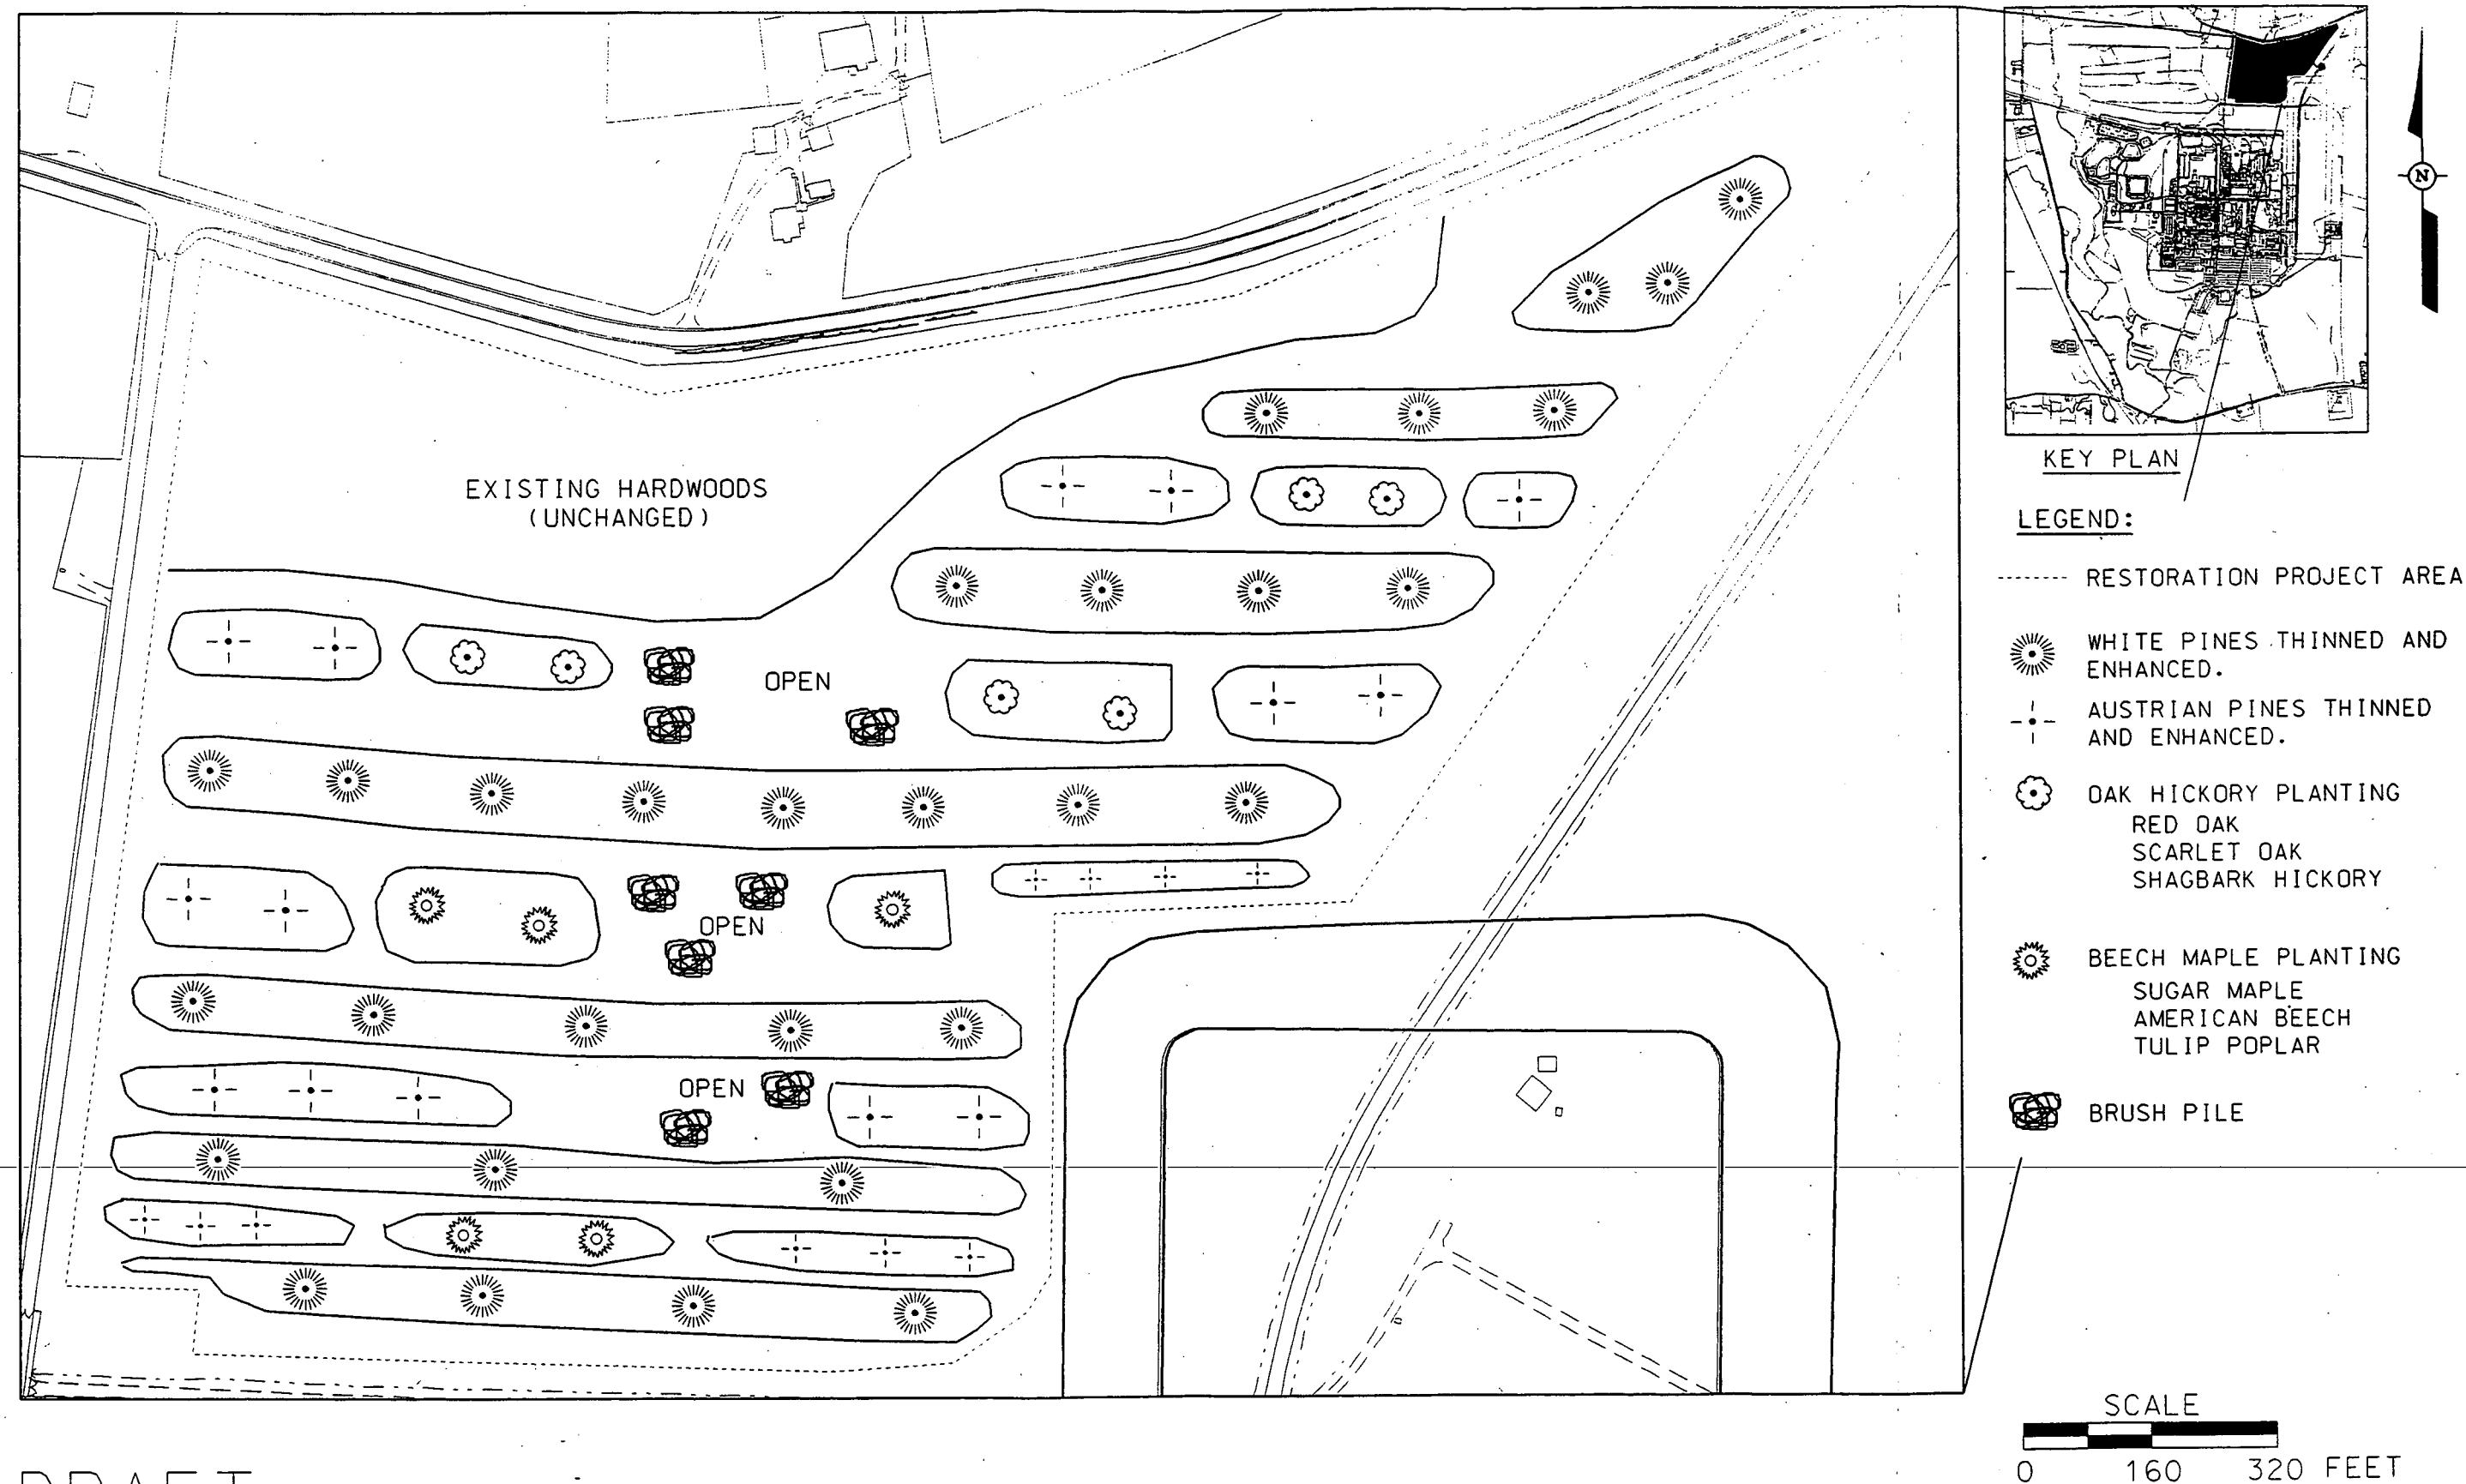 EXISTING HARDWOODS
(UNCHANGED)
OPEN
OPEN
OPEN
N
KEY PLAN
LEGEND:
RESTORATION PROJECT AREA
WHITE PINES THINNED AND
ENHANCED.
AUSTRIAN PINES THINNED
AND ENHANCED.
OAK HICKORY PLANTING
RED OAK
SCARLET OAK
SHAGBARK HICKORY
BEECH MAPLE PLANTING
SUGAR MAPLE
AMERICAN BEECH
TULIP POPLAR
BRUSH PILE
SCALE
0 160 320 FEET
DRAFT